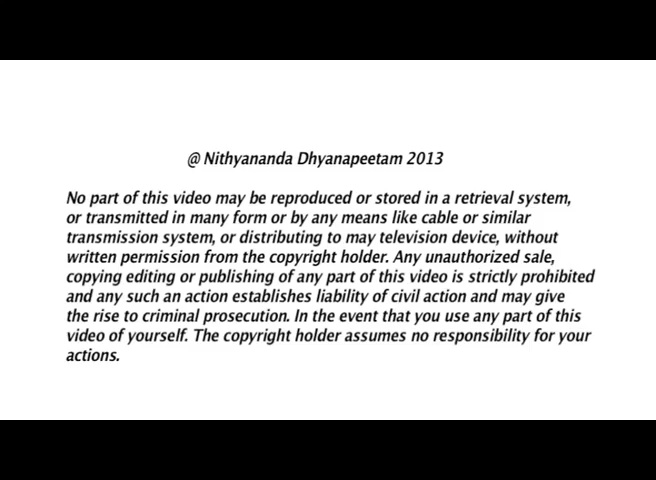 @ Nithyananda Dhyanapeetam 2013
No part of this video may be reproduced or stored in a retrieval system,
or transmitted in many form or by any means like cable or similar
transmission system, or distributing to may television device, without
written permission from the copyright holder. Any unauthorized sale,
copying editing or publishing of any part of this video is strictly prohibited
and any such an action establishes liability of civil action and may give
the rise to criminal prosecution. In the event that you use any part of this
video of yourself. The copyright holder assumes no responsibility for your
actions.